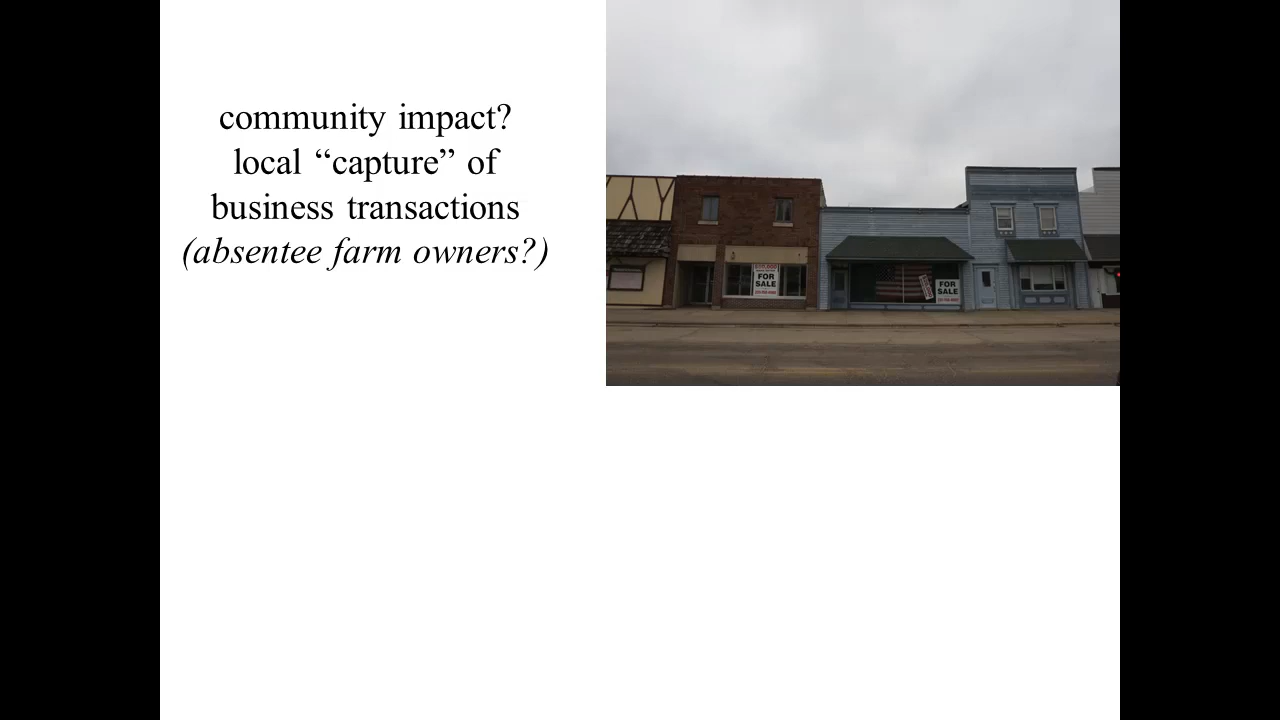 community impact?
local “capture” of
business transactions
(absentee farm owners?)
FOR
SALE
FOR
SALE